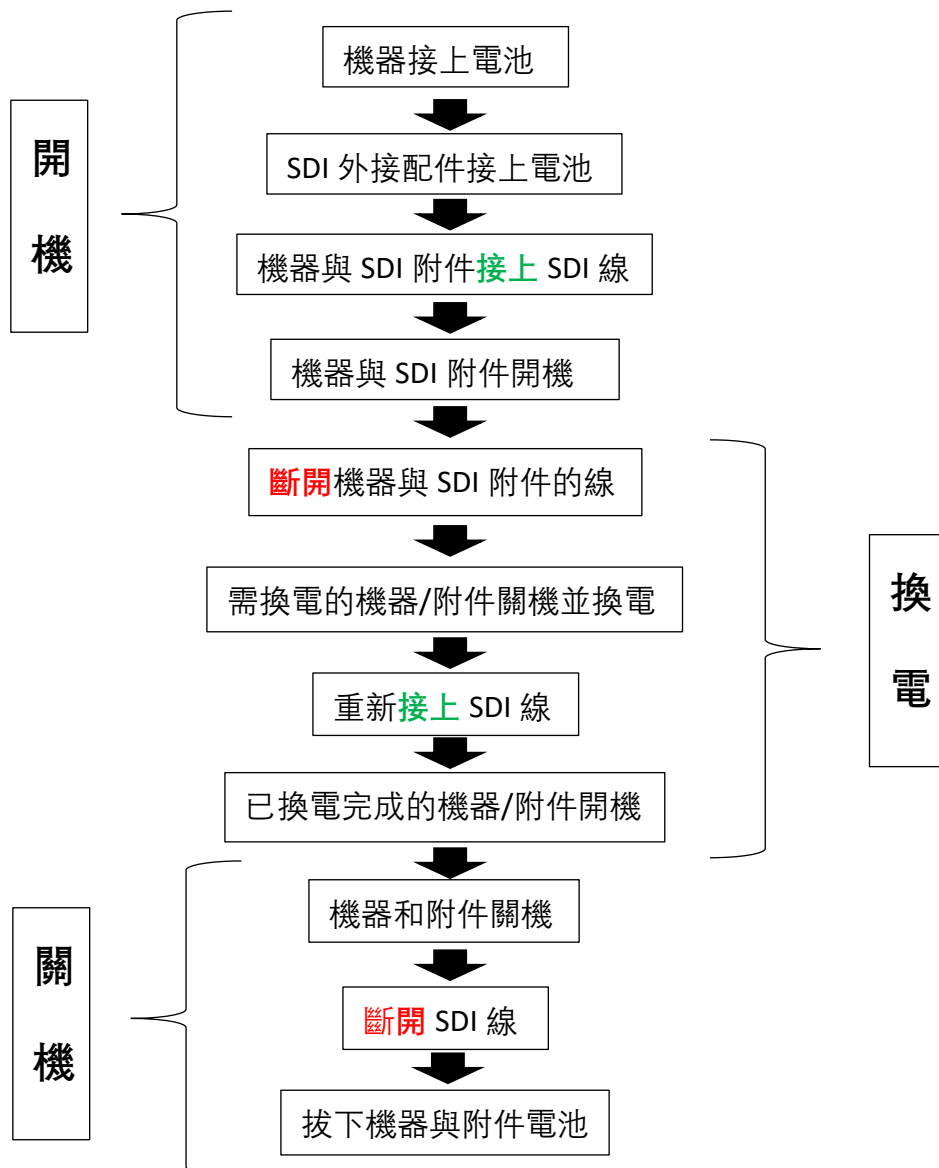 開機
機器接上電池
SDI 外接配件接上電池
機器與 SDI 附件接上 SDI 線
機器與 SDI 附件開機
換電
斷開機器與 SDI 附件的線
需換電的機器/附件關機並換電
重新接上 SDI 線
已換電完成的機器/附件開機
關機
機器和附件關機
斷開 SDI 線
拔下機器與附件電池